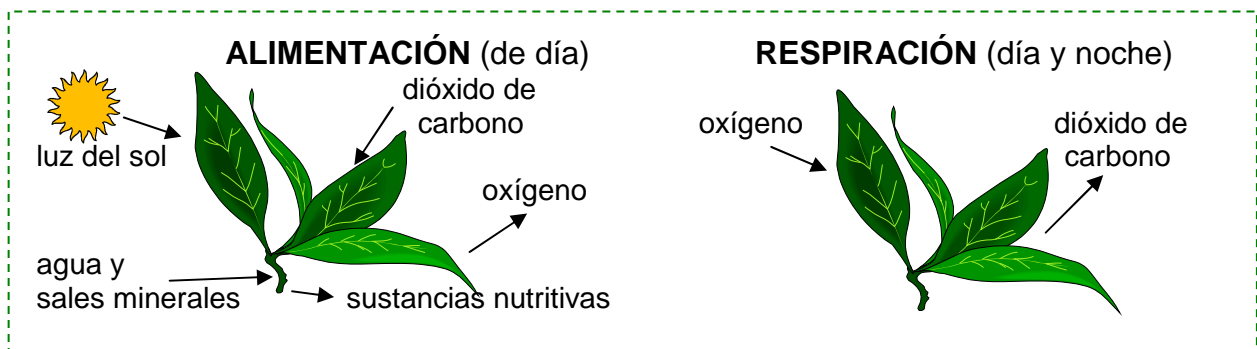 ALIMENTACIÓN (de día)
dióxido de
carbono
luz del sol
oxígeno
agua y
sales minerales
sustancias nutritivas
RESPIRACIÓN (día y noche)
oxígeno
dióxido de
carbono